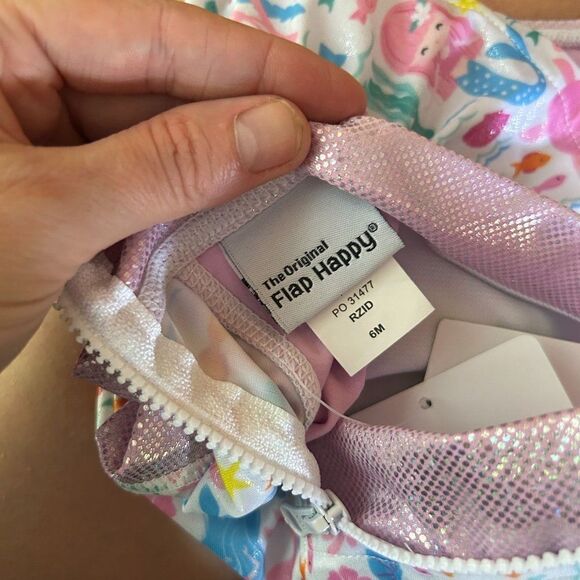 The Original
Flap Happy®
PO 31477
RZID
6M